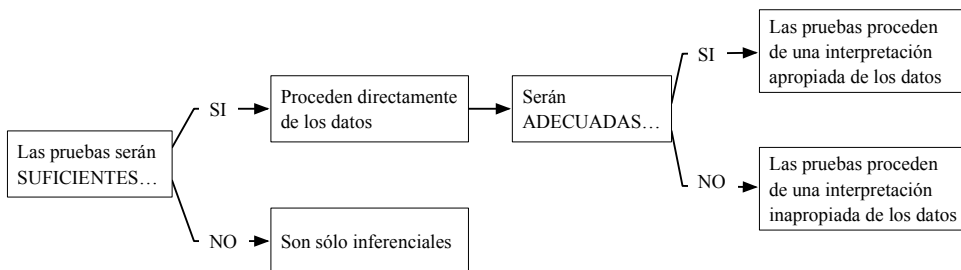 Las pruebas serán
SUFICIENTES…
SI
Proceden directamente
de los datos
Serán
ADECUADAS…
SI
Las pruebas proceden
de una interpretación
apropiada de los datos
NO
Las pruebas proceden
de una interpretación
inapropiada de los datos
NO
Son sólo inferenciales